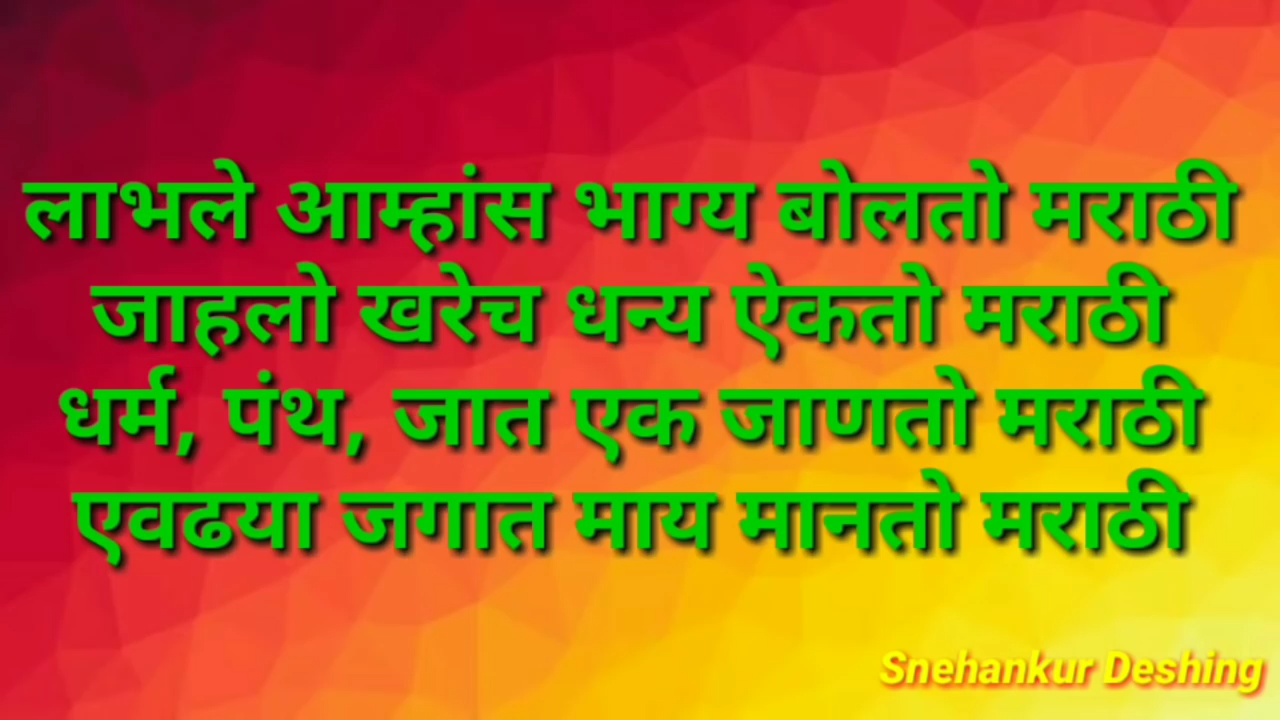 लाभले आम्हांस भाग्य बोलतो मराठी
जाहलो खरेच धन्य ऐकतो मराठी
धर्म, पंथ, जात एक जाणतो मराठी
एवढया जगात माय मानतो मराठी
Snehankur Deshing